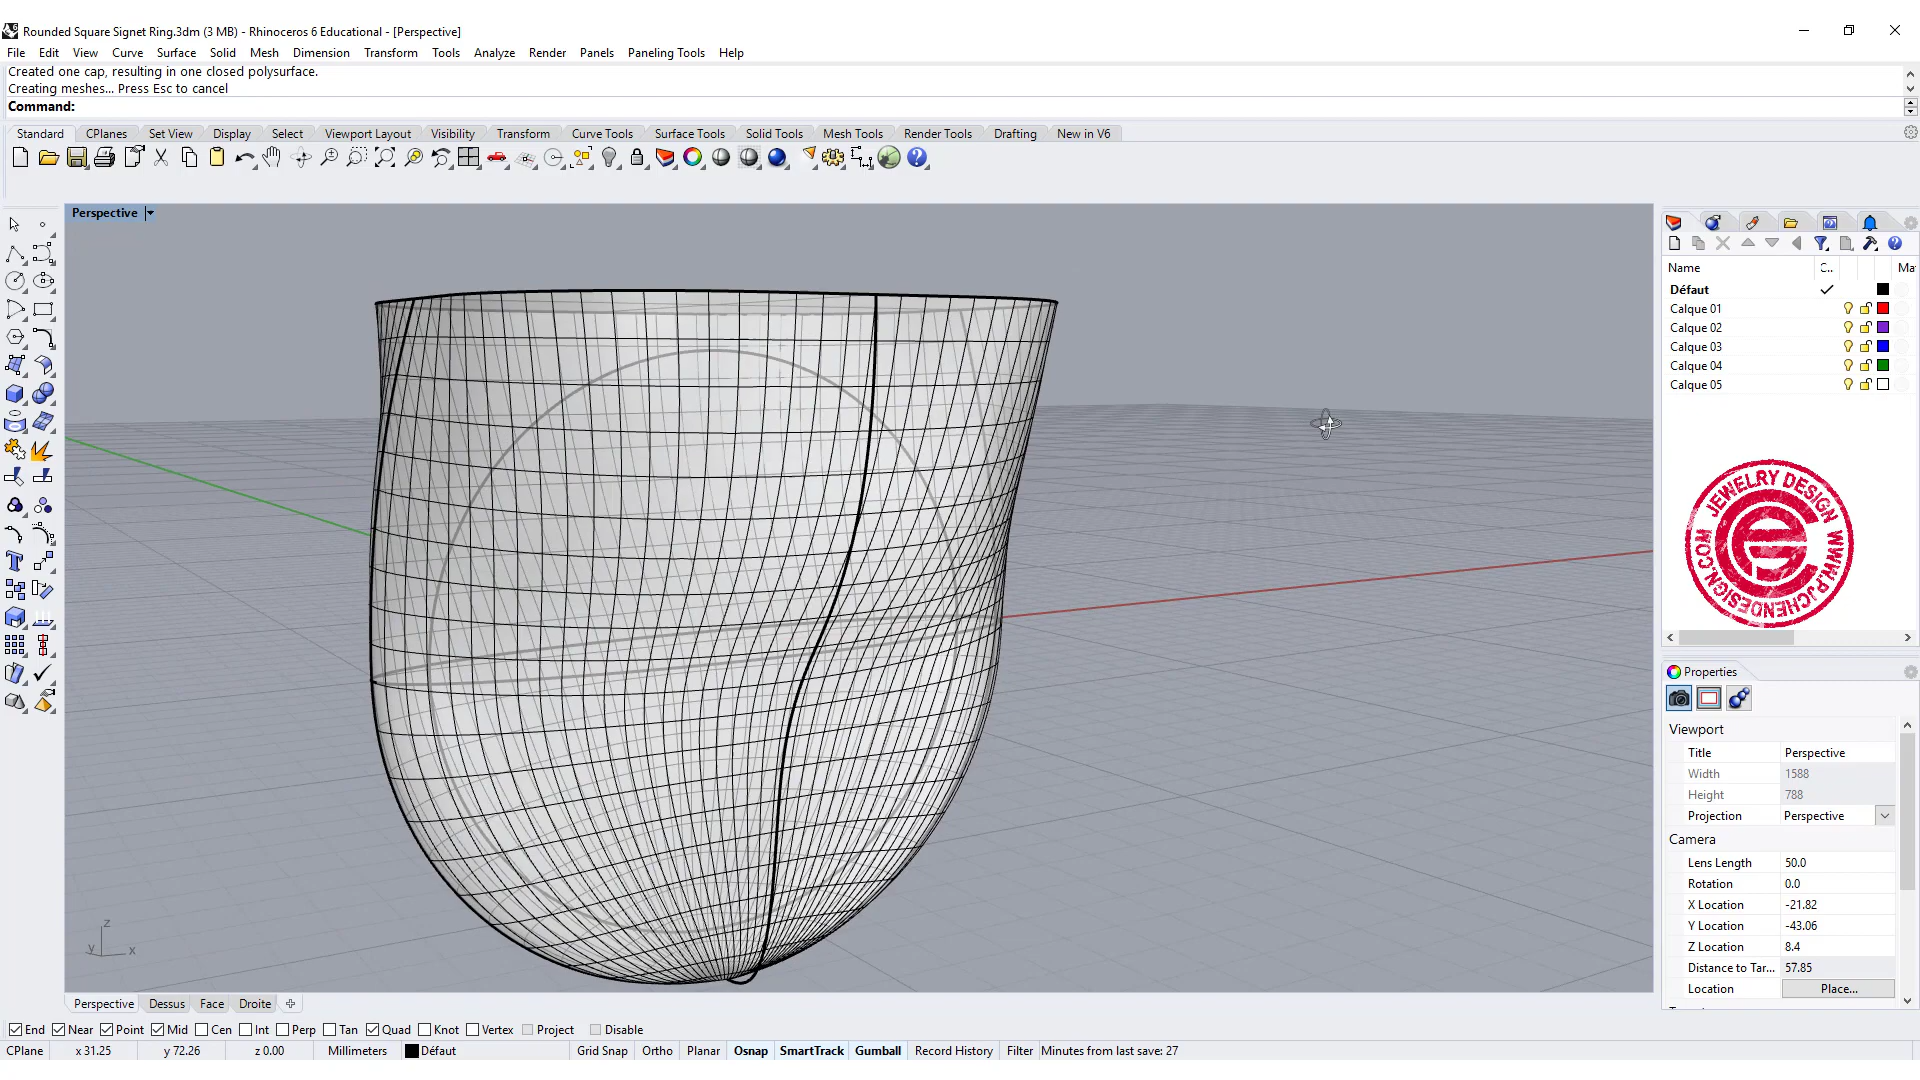 Rounded Square Signet Ring.3dm (3 MB) - Rhinoceros 6 Educational - [Perspective]
File Edit View Curve Surface Solid Mesh Dimension Transform Tools Analyze Render Panels Paneling Tools Help
Created one cap, resulting in one closed polysurface.
Creating meshes... Press Esc to cancel
Command:
Standard CPlanes Set View Display Select Viewport Layout Visibility Transform Curve Tools Surface Tools Solid Tools Mesh Tools Render Tools Drafting New in V6
Perspective
Name C.. Ma
Défaut
Calque 01
Calque 02
Calque 03
Calque 04
Calque 05
JEWELRY DESIGN
WWW.PJCHENDESIGN.COM
Properties
Viewport
Title Perspective
Width 1588
Height 788
Projection Perspective
Camera
Lens Length 50.0
Rotation 0.0
X Location -21.82
Y Location -43.06
Z Location 8.4
Distance to Tar... 57.85
Location Place...
z
y x
Perspective Dessus Face Droite
End Near Point Mid Cen Int Perp Tan Quad Knot Vertex Project Disable
CPlane x 31.25 y 72.26 z 0.00 Millimeters Défaut Grid Snap Ortho Planar Osnap SmartTrack Gumball Record History Filter Minutes from last save: 27